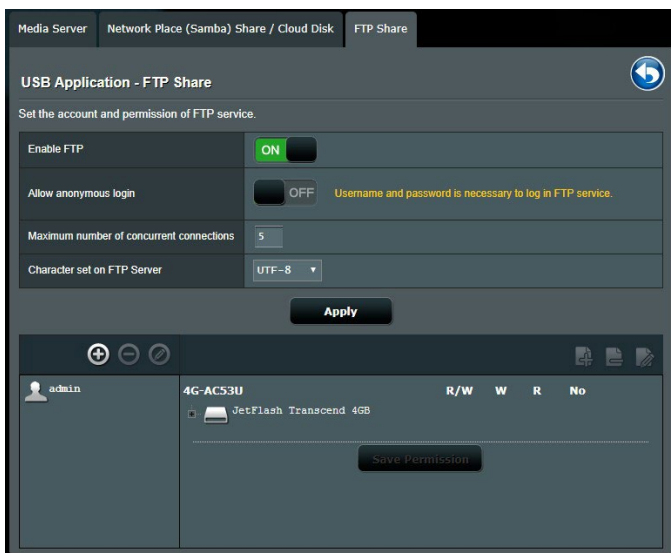 Media Server Network Place (Samba) Share / Cloud Disk FTP Share
USB Application - FTP Share
Set the account and permission of FTP service.
Enable FTP ON
Allow anonymous login OFF Username and password is necessary to log in FTP service.
Maximum number of concurrent connections 5
Character set on FTP Server UTF-8
Apply
admin
4G-AC53U R/W W R No
JetFlash Transcend 4GB
Save Permission